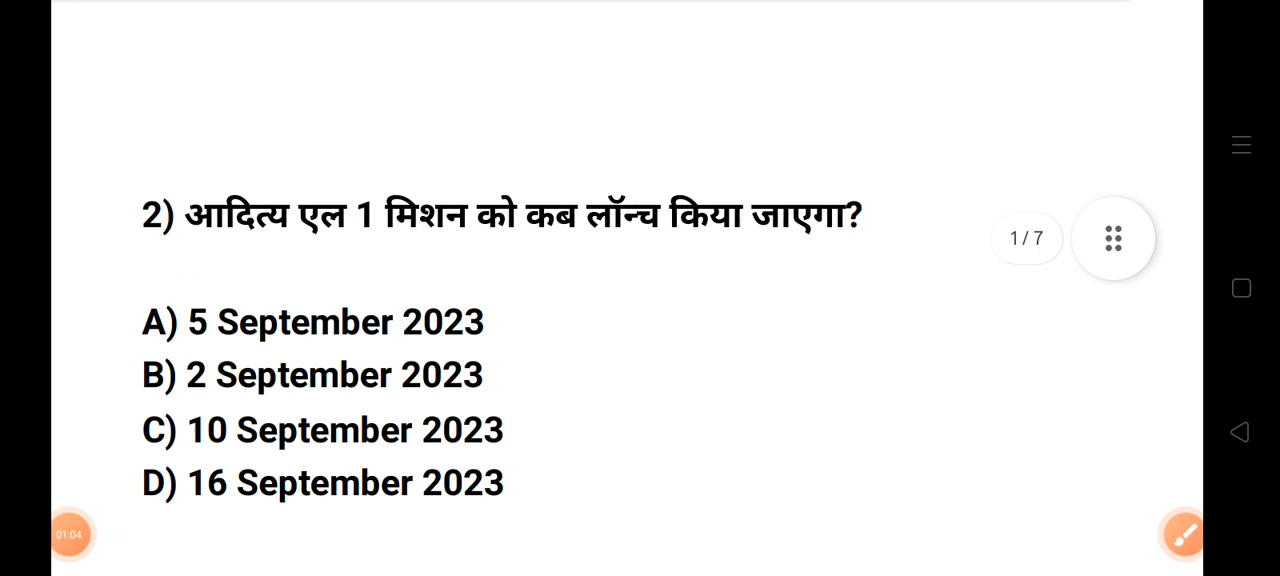 2) आदित्य एल 1 मिशन को कब लॉन्च किया जाएगा?
1 / 7
A) 5 September 2023
B) 2 September 2023
C) 10 September 2023
D) 16 September 2023
01:04